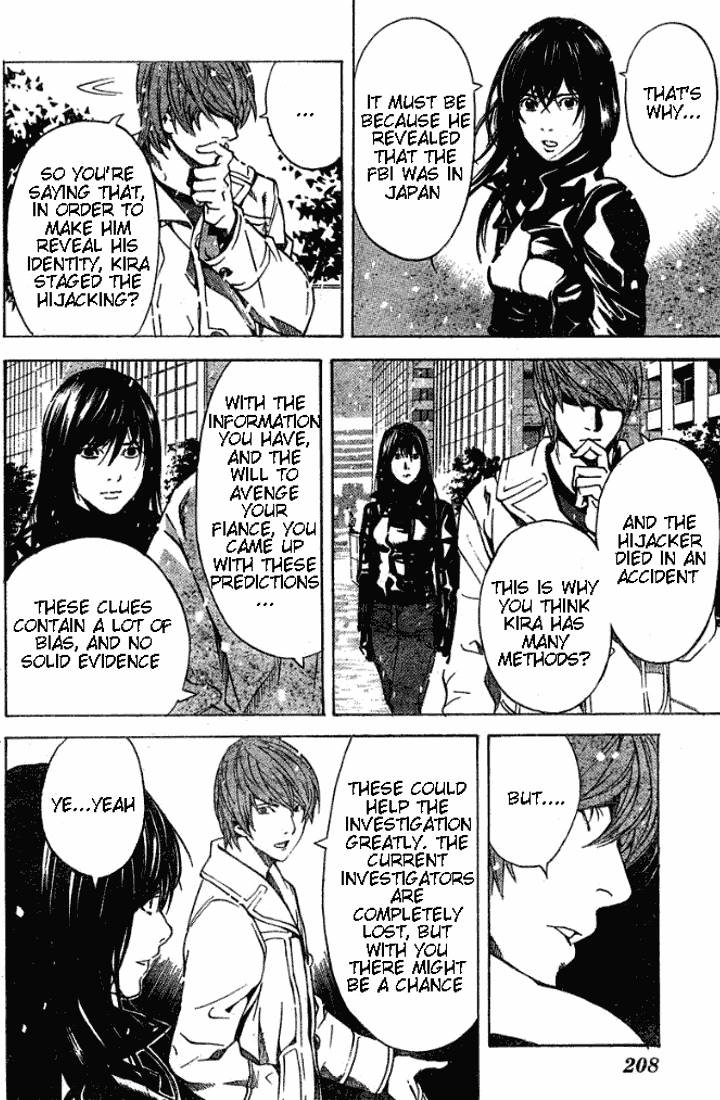 THAT'S
WHY...
IT MUST BE
BECAUSE HE
REVEALED
THAT THE
FBI WAS IN
JAPAN
...
SO YOU'RE
SAYING THAT,
IN ORDER TO
MAKE HIM
REVEAL HIS
IDENTITY, KIRA
STAGED THE
HIJACKING?
AND THE
HIJACKER
DIED IN AN
ACCIDENT
THIS IS WHY
YOU THINK
KIRA HAS
MANY
METHODS?
WITH THE
INFORMATION
YOU HAVE,
AND THE
WILL TO
AVENGE
YOUR
FIANCE, YOU
CAME UP
WITH THESE
PREDICTIONS
...
THESE CLUES
CONTAIN A LOT OF
BIAS, AND NO
SOLID EVIDENCE
BUT....
THESE COULD
HELP THE
INVESTIGATION
GREATLY. THE
CURRENT
INVESTIGATORS
ARE
COMPLETELY
LOST, BUT
WITH YOU
THERE MIGHT
BE A CHANCE
YE...YEAH
208